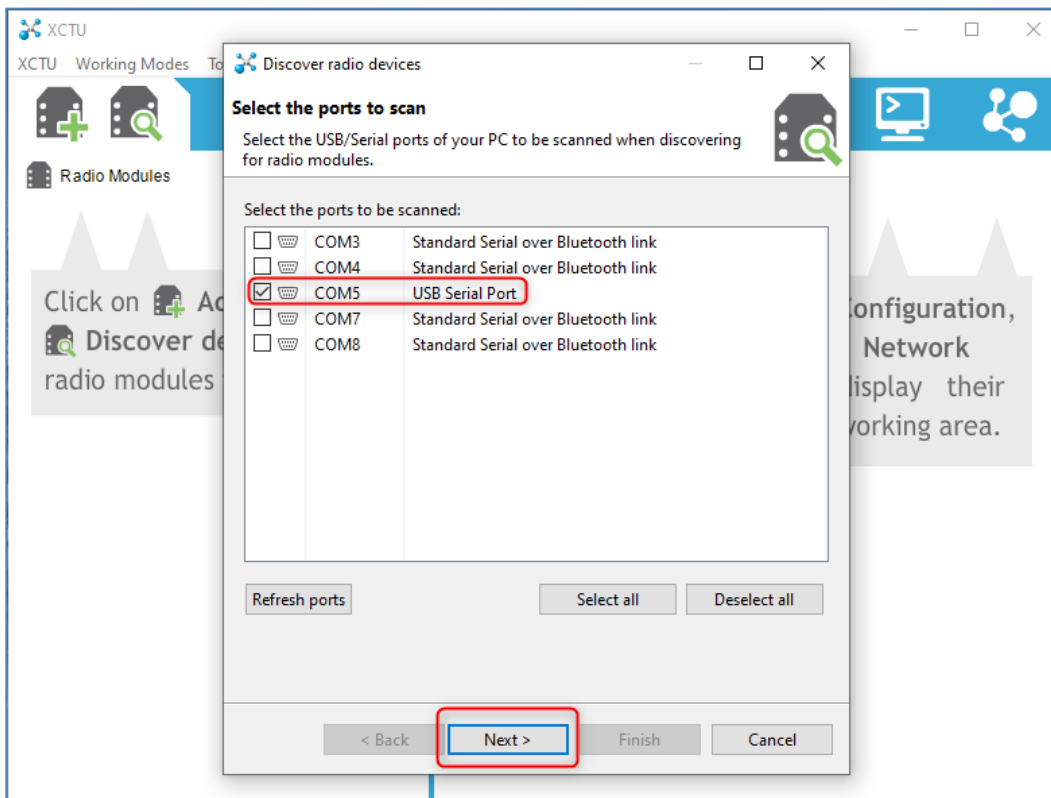 XCTU
XCTU Working Modes To
Discover radio devices
Select the ports to scan
Select the USB/Serial ports of your PC to be scanned when discovering
for radio modules.
Radio Modules
Select the ports to be scanned:
COM3 Standard Serial over Bluetooth link
COM4 Standard Serial over Bluetooth link
COM5 USB Serial Port
COM7 Standard Serial over Bluetooth link
COM8 Standard Serial over Bluetooth link
Click on Ad
Discover de
radio modules
onfiguration,
Network
display their
working area.
Refresh ports Select all Deselect all
< Back Next > Finish Cancel